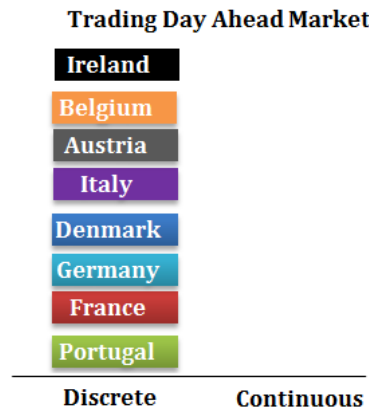 Trading Day Ahead Market
Ireland
Belgium
Austria
Italy
Denmark
Germany
France
Portugal
Discrete Continuous